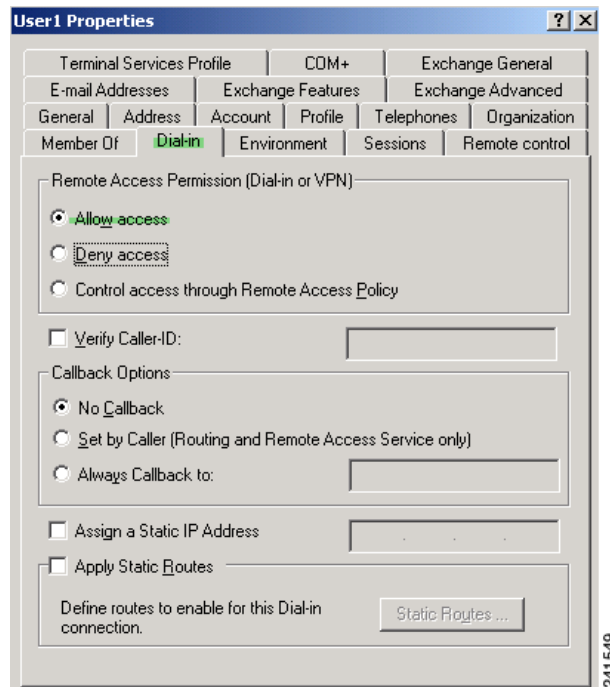 User1 Properties
Terminal Services Profile COM+ Exchange General
E-mail Addresses Exchange Features Exchange Advanced
General Address Account Profile Telephones Organization
Member Of Dial-in Environment Sessions Remote control
Remote Access Permission (Dial-in or VPN)
Allow access
Deny access
Control access through Remote Access Policy
Verify Caller-ID:
Callback Options
No Callback
Set by Caller (Routing and Remote Access Service only)
Always Callback to:
Assign a Static IP Address
Apply Static Routes
Define routes to enable for this Dial-in
connection.
Static Routes ...
241549